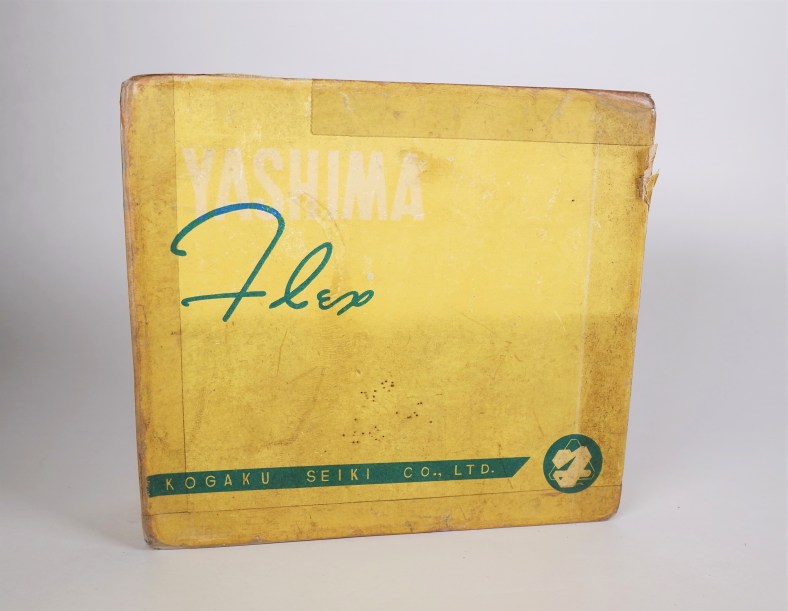 YASHIMA
Flex
KOGAKU SEIKI CO., LTD.